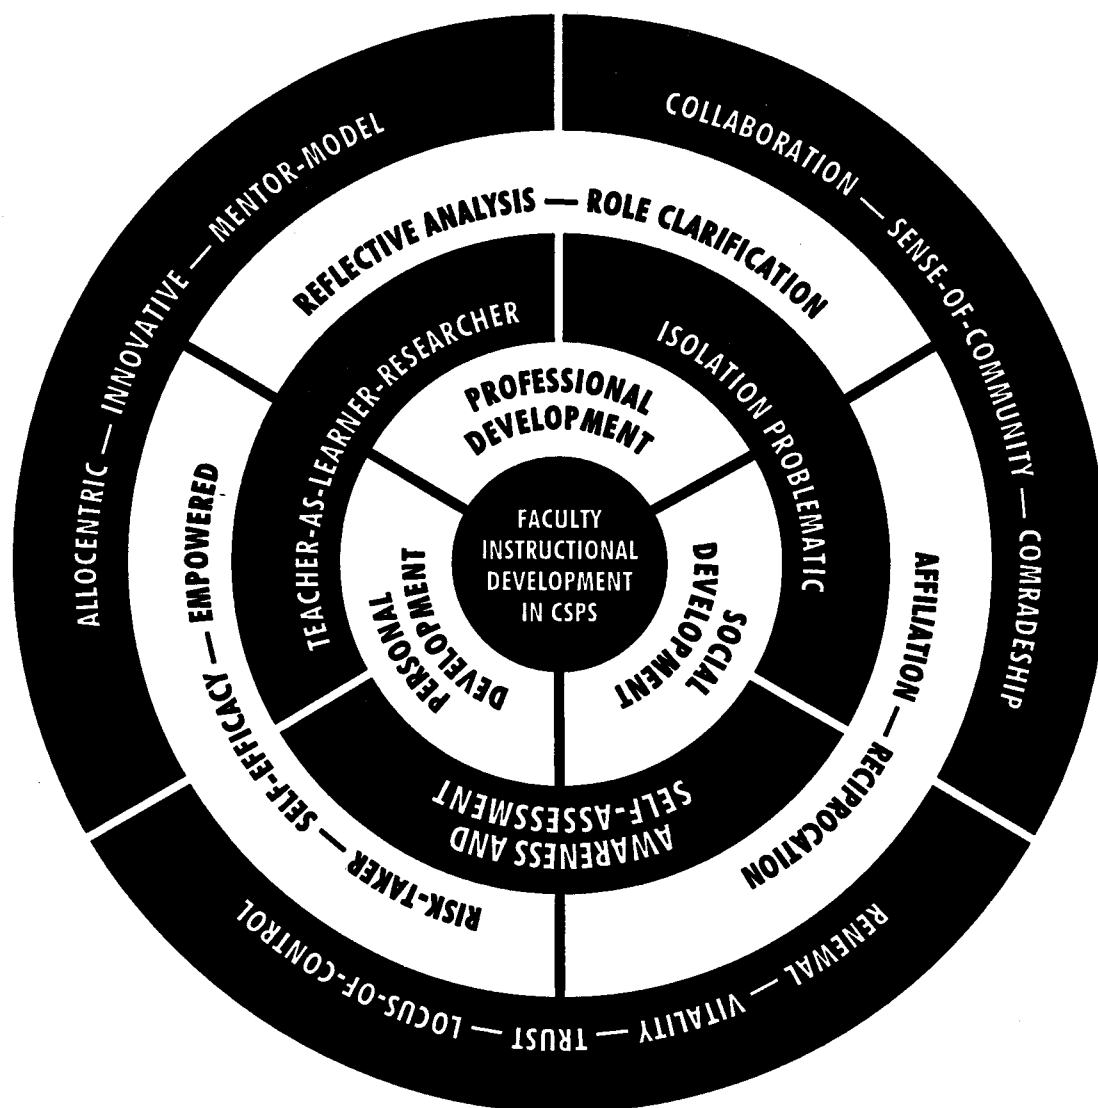 FACULTY
INSTRUCTIONAL
DEVELOPMENT
IN CSPS
PROFESSIONAL
DEVELOPMENT
SOCIAL
DEVELOPMENT
PERSONAL
DEVELOPMENT
TEACHER-AS-LEARNER-RESEARCHER
ISOLATION PROBLEMATIC
AWARENESS AND
SELF-ASSESSMENT
REFLECTIVE ANALYSIS — ROLE CLARIFICATION
AFFILIATION — RECIPROCATION
RISK-TAKER — SELF-EFFICACY — EMPOWERED
ALLOCENTRIC — INNOVATIVE — MENTOR-MODEL
COLLABORATION — SENSE-OF-COMMUNITY — COMRADESHIP
RENEWAL — VITALITY — TRUST — LOCUS-OF-CONTROL